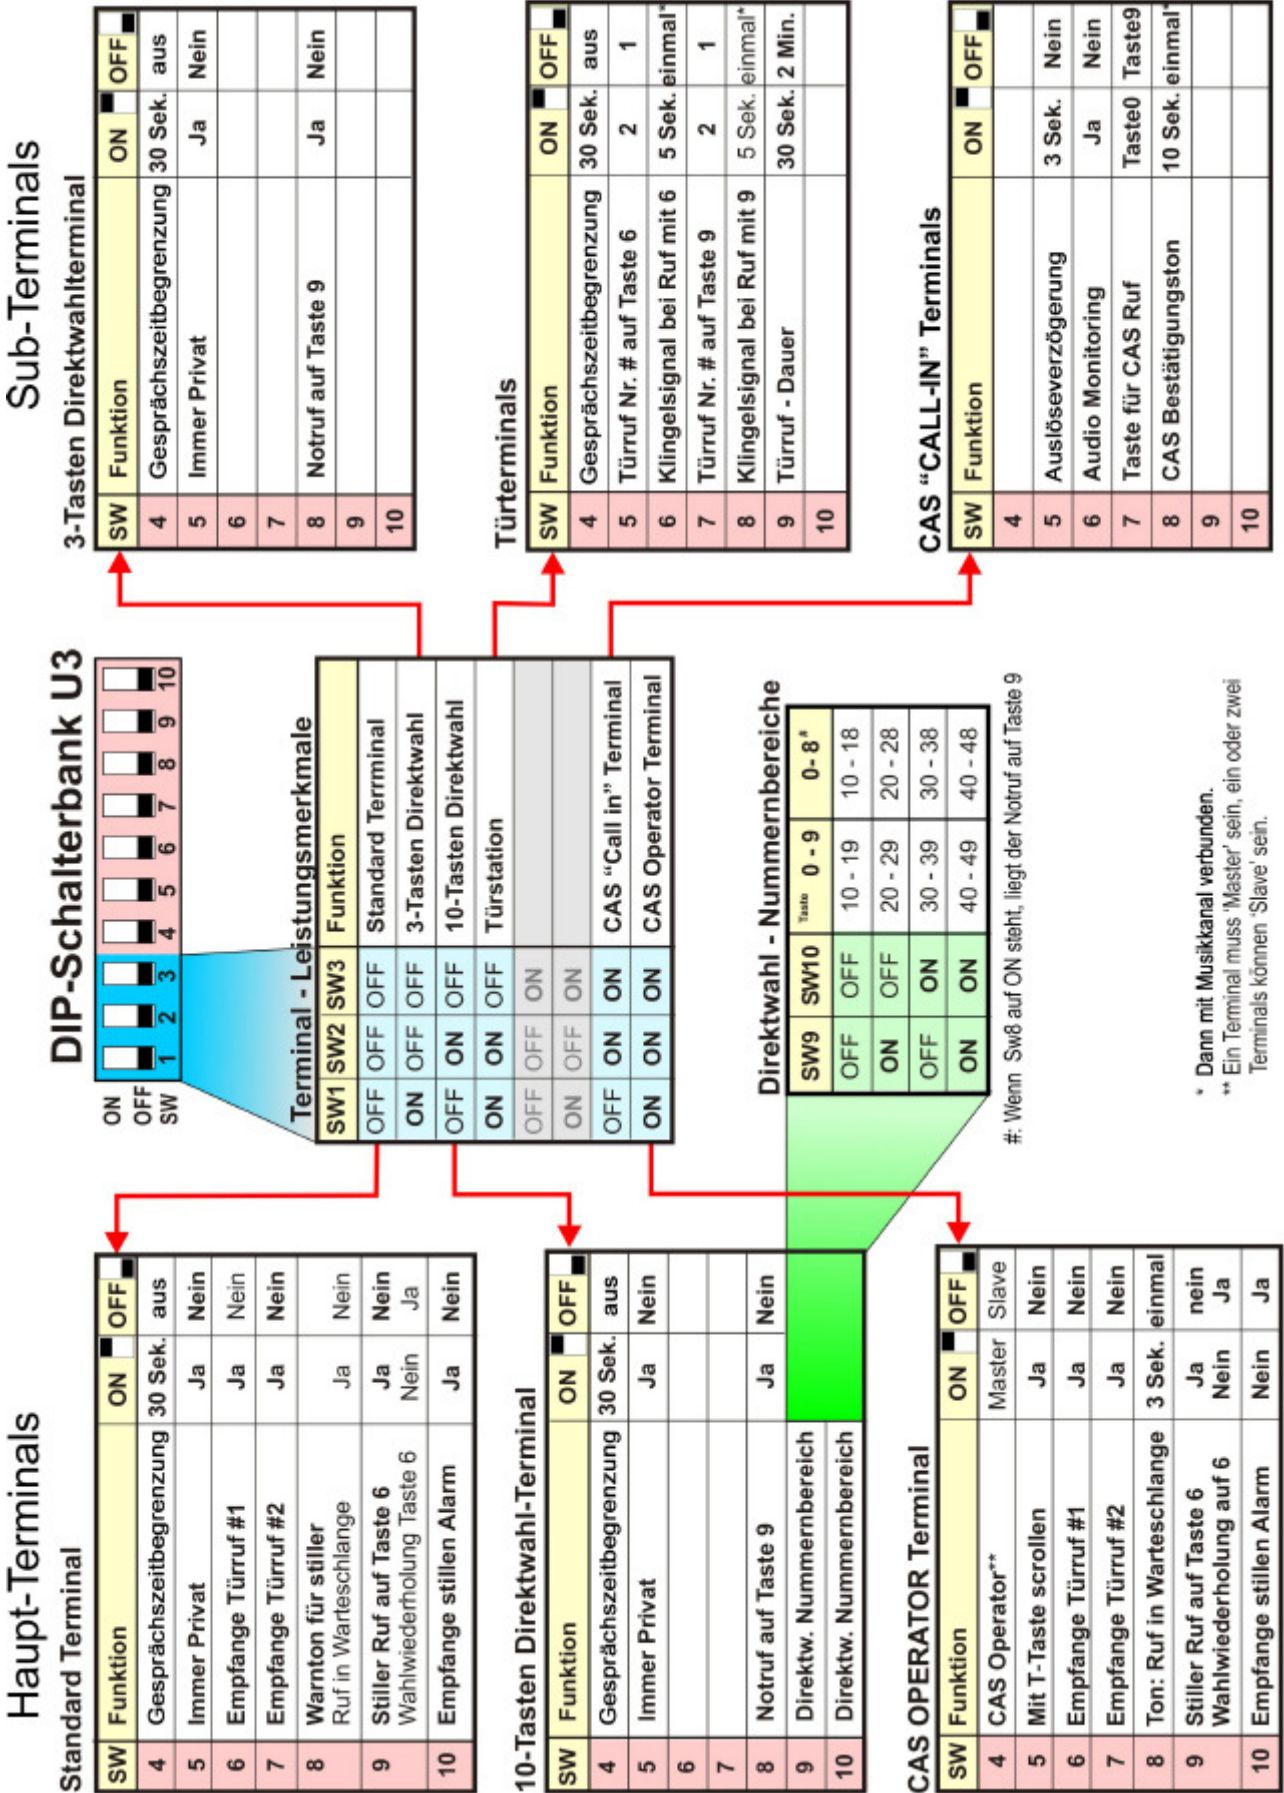 Haupt-Terminals
Standard Terminal
SW Funktion ON OFF
4 Gesprächszeitbegrenzung 30 Sek. aus
5 Immer Privat Ja Nein
6 Empfange Türruf #1 Ja Nein
7 Empfange Türruf #2 Ja Nein
8 Warnton für stiller
Ruf in Warteschlange Ja Nein
9 Stiller Ruf auf Taste 6 Ja Nein
Wahlwiederholung Taste 6 Nein Ja
10 Empfange stillen Alarm Ja Nein
10-Tasten Direktwahl-Terminal
SW Funktion ON OFF
4 Gesprächszeitbegrenzung 30 Sek. aus
5 Immer Privat Ja Nein
6
7
8 Notruf auf Taste 9 Ja Nein
9 Direktw. Nummernbereich
10 Direktw. Nummernbereich
CAS OPERATOR Terminal
SW Funktion ON OFF
4 CAS Operator** Master Slave
5 Mit T-Taste scrollen Ja Nein
6 Empfange Türruf #1 Ja Nein
7 Empfange Türruf #2 Ja Nein
8 Ton: Ruf in Warteschlange 3 Sek. einmal
9 Stiller Ruf auf Taste 6 Ja nein
Wahlwiederholung auf 6 Nein Ja
10 Empfange stillen Alarm Nein Ja
DIP-Schalterbank U3
ON
OFF
SW 1 2 3 4 5 6 7 8 9 10
Terminal - Leistungsmerkmale
SW1 SW2 SW3 Funktion
OFF OFF OFF Standard Terminal
ON OFF OFF 3-Tasten Direktwahl
OFF ON OFF 10-Tasten Direktwahl
ON ON OFF Türstation
OFF OFF ON
ON OFF ON
OFF ON ON CAS "Call in" Terminal
ON ON ON CAS Operator Terminal
Direktwahl - Nummernbereiche
SW9 SW10 Taste 0 - 9 0- 8#
OFF OFF 10 - 19 10 - 18
ON OFF 20 - 29 20 - 28
OFF ON 30 - 39 30 - 38
ON ON 40 - 49 40 - 48
#: Wenn Sw8 auf ON steht, liegt der Notruf auf Taste 9
* Dann mit Musikkanal verbunden.
** Ein Terminal muss 'Master' sein, ein oder zwei
Terminals können 'Slave' sein.
Sub-Terminals
3-Tasten Direktwahlterminal
SW Funktion ON OFF
4 Gesprächszeitbegrenzung 30 Sek. aus
5 Immer Privat Ja Nein
6
7
8 Notruf auf Taste 9 Ja Nein
9
10
Türterminals
SW Funktion ON OFF
4 Gesprächszeitbegrenzung 30 Sek. aus
5 Türruf Nr. # auf Taste 6 2 1
6 Klingelsignal bei Ruf mit 6 5 Sek. einmal*
7 Türruf Nr. # auf Taste 9 2 1
8 Klingelsignal bei Ruf mit 9 5 Sek. einmal*
9 Türruf - Dauer 30 Sek. 2 Min.
10
CAS "CALL-IN" Terminals
SW Funktion ON OFF
4
5 Auslöseverzögerung 3 Sek. Nein
6 Audio Monitoring Ja Nein
7 Taste für CAS Ruf Taste0 Taste9
8 CAS Bestätigungston 10 Sek. einmal*
9
10